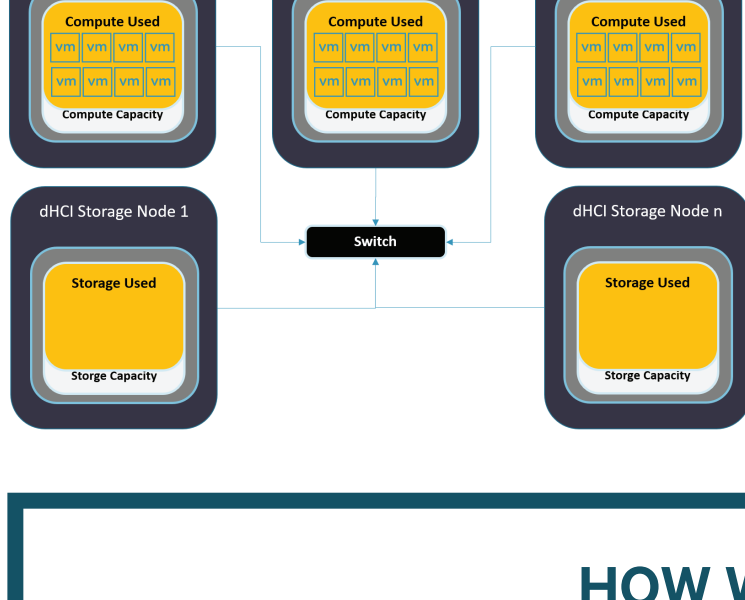 Compute Used
vm vm vm vm
vm vm vm vm
Compute Capacity
Compute Used
vm vm vm vm
vm vm vm vm
Compute Capacity
Compute Used
vm vm vm vm
vm vm vm vm
Compute Capacity
Switch
dHCI Storage Node 1
Storage Used
Storge Capacity
dHCI Storage Node n
Storage Used
Storge Capacity
HOW